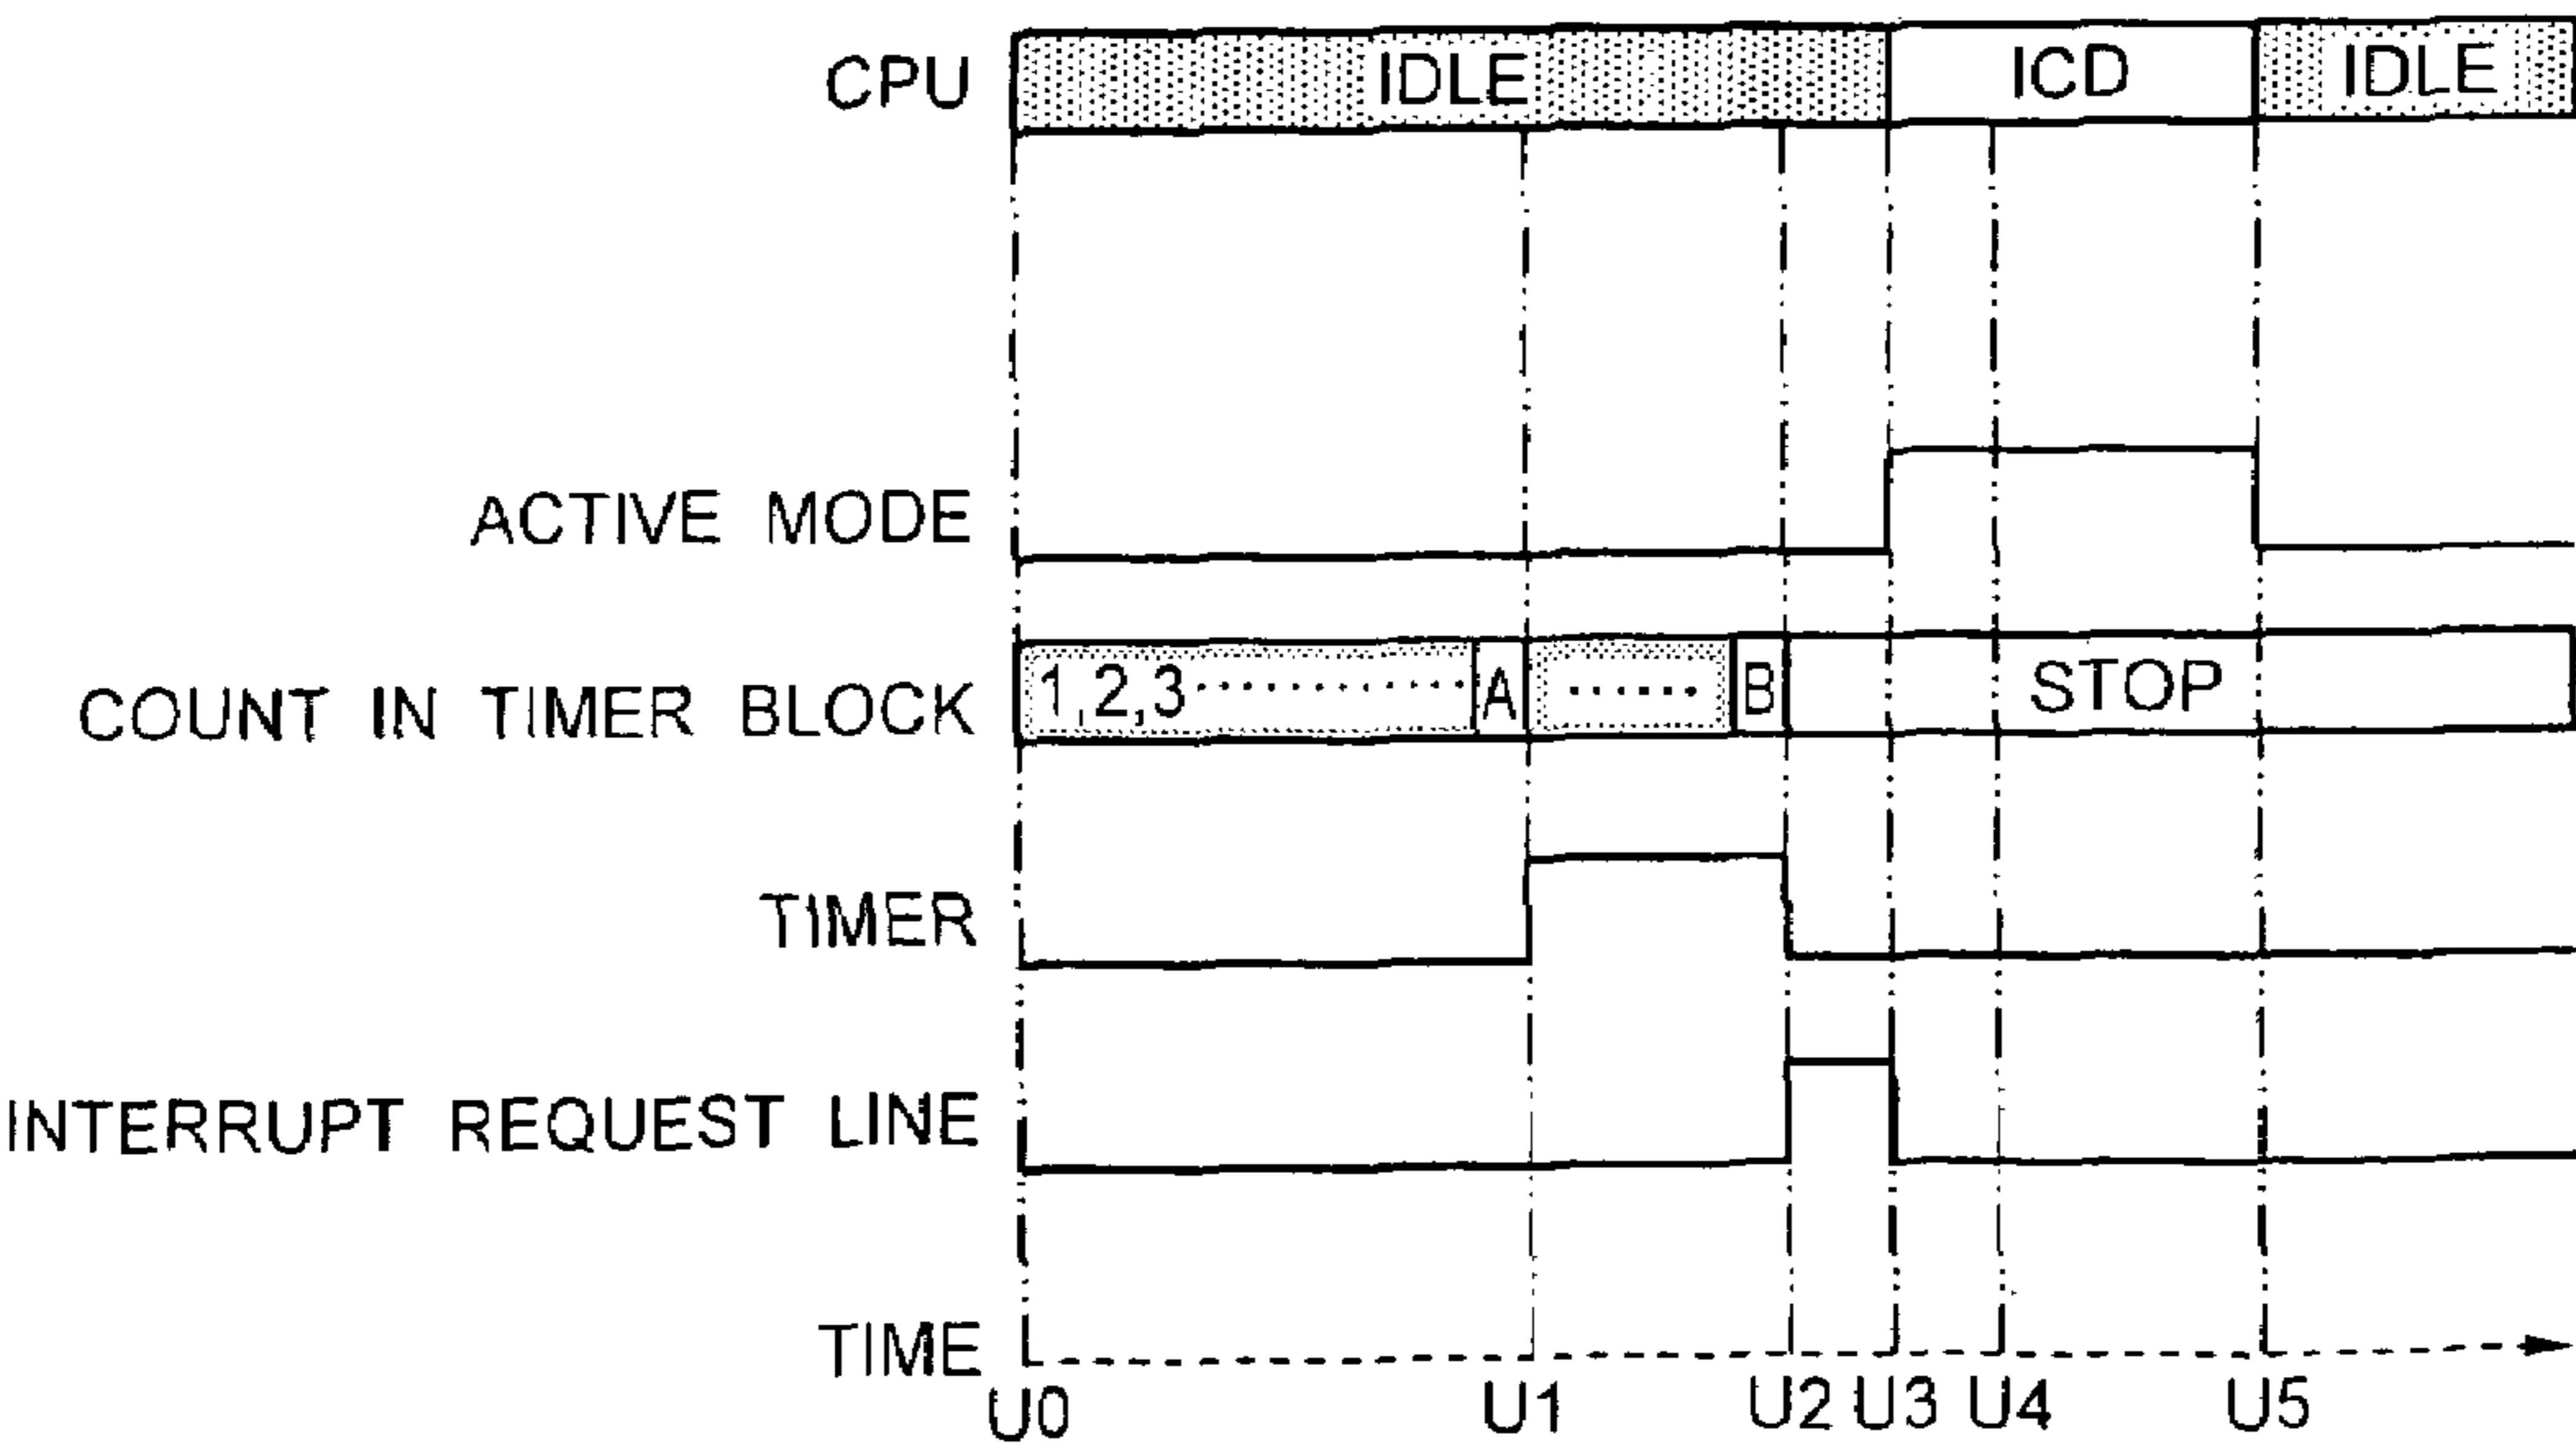 CPU IDLE ICD IDLE
ACTIVE MODE
COUNT IN TIMER BLOCK 1,2,3·············· A ······ B STOP
TIMER
INTERRUPT REQUEST LINE
TIME
U0 U1 U2 U3 U4 U5